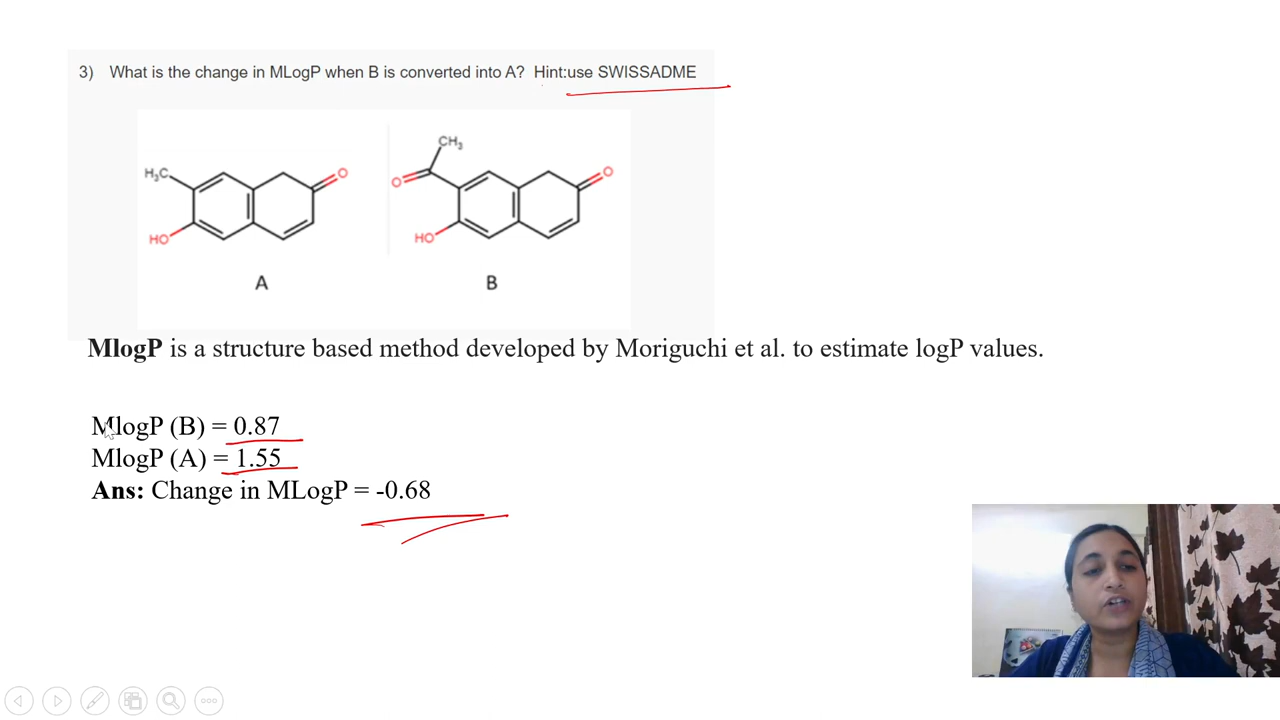 3) What is the change in MLogP when B is converted into A? Hint:use SWISSADME
CH3
H3C
O
O
O
HO
HO
A
B
MlogP is a structure based method developed by Moriguchi et al. to estimate logP values.
MlogP (B) = 0.87
MlogP (A) = 1.55
Ans: Change in MLogP = -0.68